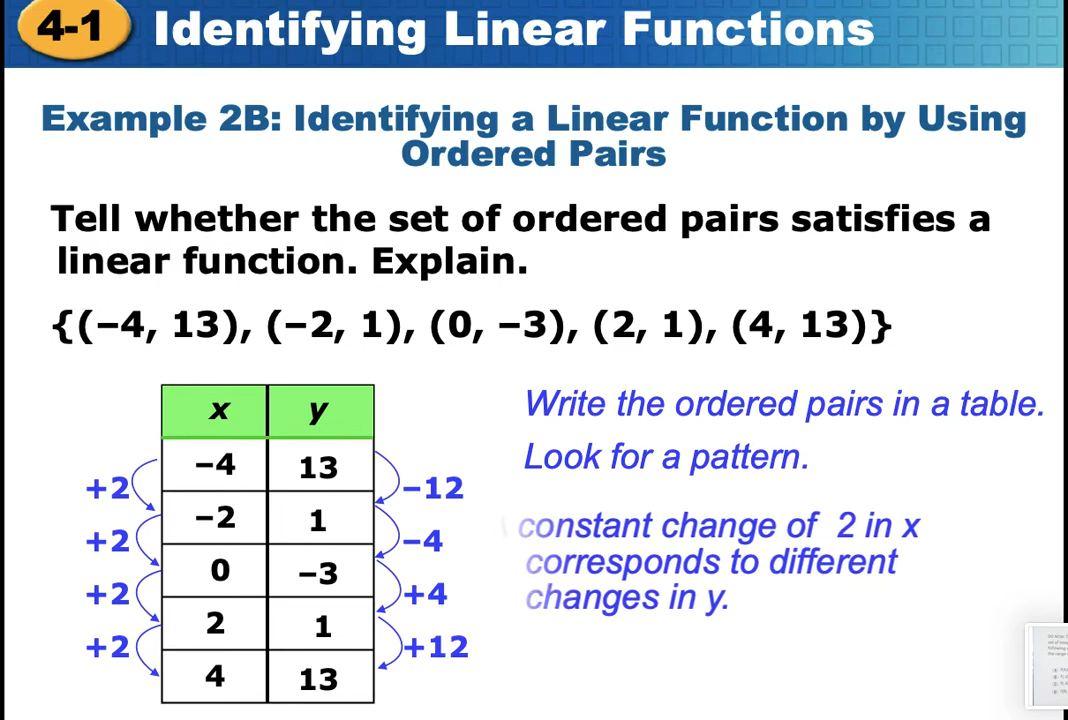 4-1 Identifying Linear Functions
Example 2B: Identifying a Linear Function by Using
Ordered Pairs
Tell whether the set of ordered pairs satisfies a
linear function. Explain.
{(–4, 13), (–2, 1), (0, –3), (2, 1), (4, 13)}
x y
–4 13
–2 1
0 –3
2 1
4 13
+2
+2
+2
+2
–12
–4
+4
+12
Write the ordered pairs in a table.
Look for a pattern.
constant change of 2 in x
corresponds to different
changes in y.